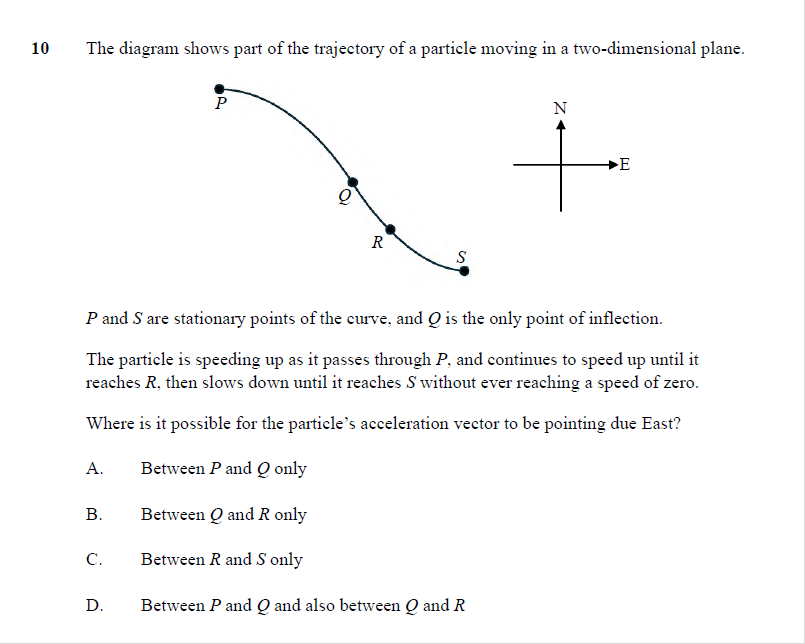 10 The diagram shows part of the trajectory of a particle moving in a two-dimensional plane.
P
N
E
Q
R
S
P and S are stationary points of the curve, and Q is the only point of inflection.
The particle is speeding up as it passes through P, and continues to speed up until it
reaches R, then slows down until it reaches S without ever reaching a speed of zero.
Where is it possible for the particle’s acceleration vector to be pointing due East?
A. Between P and Q only
B. Between Q and R only
C. Between R and S only
D. Between P and Q and also between Q and R